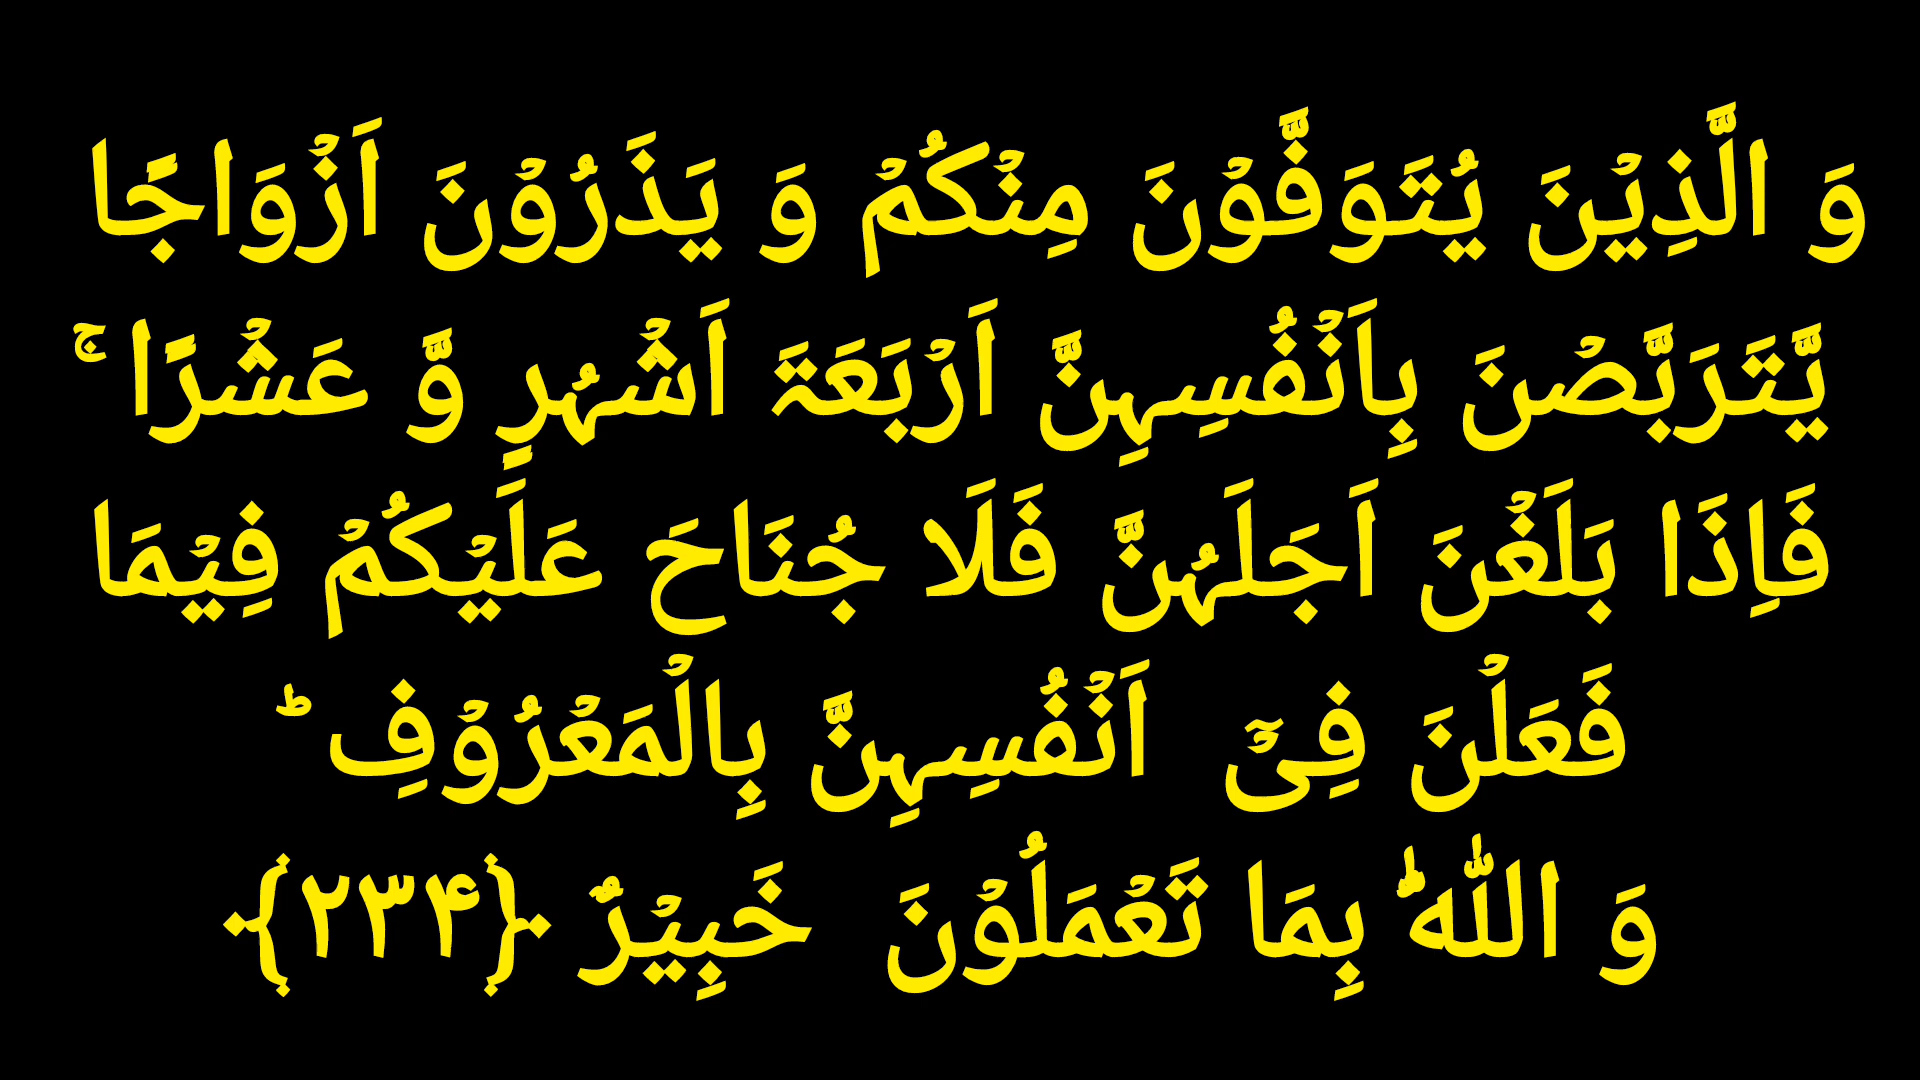 وَ الَّذِیۡنَ یُتَوَفَّوۡنَ مِنۡکُمۡ وَ یَذَرُوۡنَ اَزۡوَاجًا
یَّتَرَبَّصۡنَ بِاَنۡفُسِہِنَّ اَرۡبَعَۃَ اَشۡہُرٍ وَّ عَشۡرًا ۚ
فَاِذَا بَلَغۡنَ اَجَلَہُنَّ فَلَا جُنَاحَ عَلَیۡکُمۡ فِیۡمَا
فَعَلۡنَ فِیۡۤ اَنۡفُسِہِنَّ بِالۡمَعۡرُوۡفِ ؕ
وَ اللّٰہُ بِمَا تَعۡمَلُوۡنَ خَبِیۡرٌ ﴿۲۳۴﴾